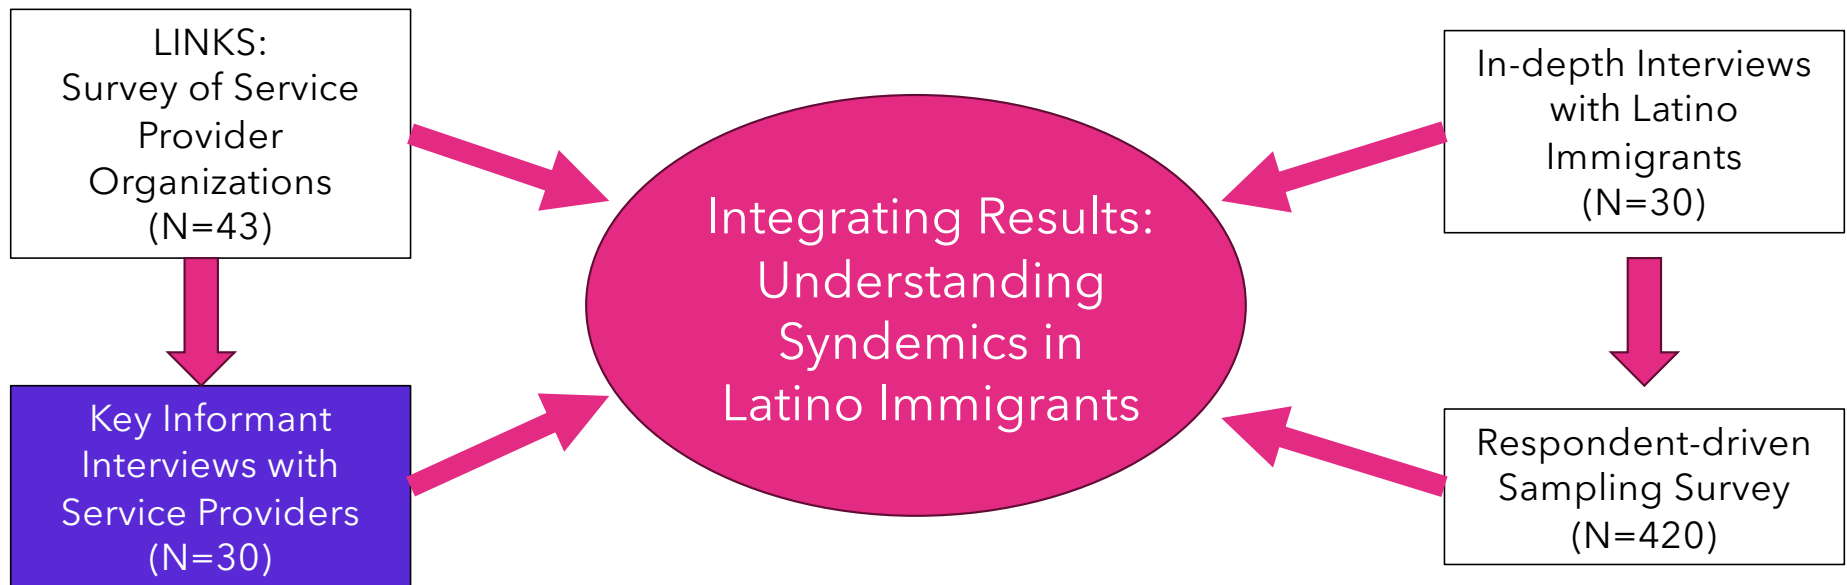 LINKS:
Survey of Service
Provider
Organizations
(N=43)
Key Informant
Interviews with
Service Providers
(N=30)
Integrating Results:
Understanding
Syndemics in
Latino Immigrants
In-depth Interviews
with Latino
Immigrants
(N=30)
Respondent-driven
Sampling Survey
(N=420)